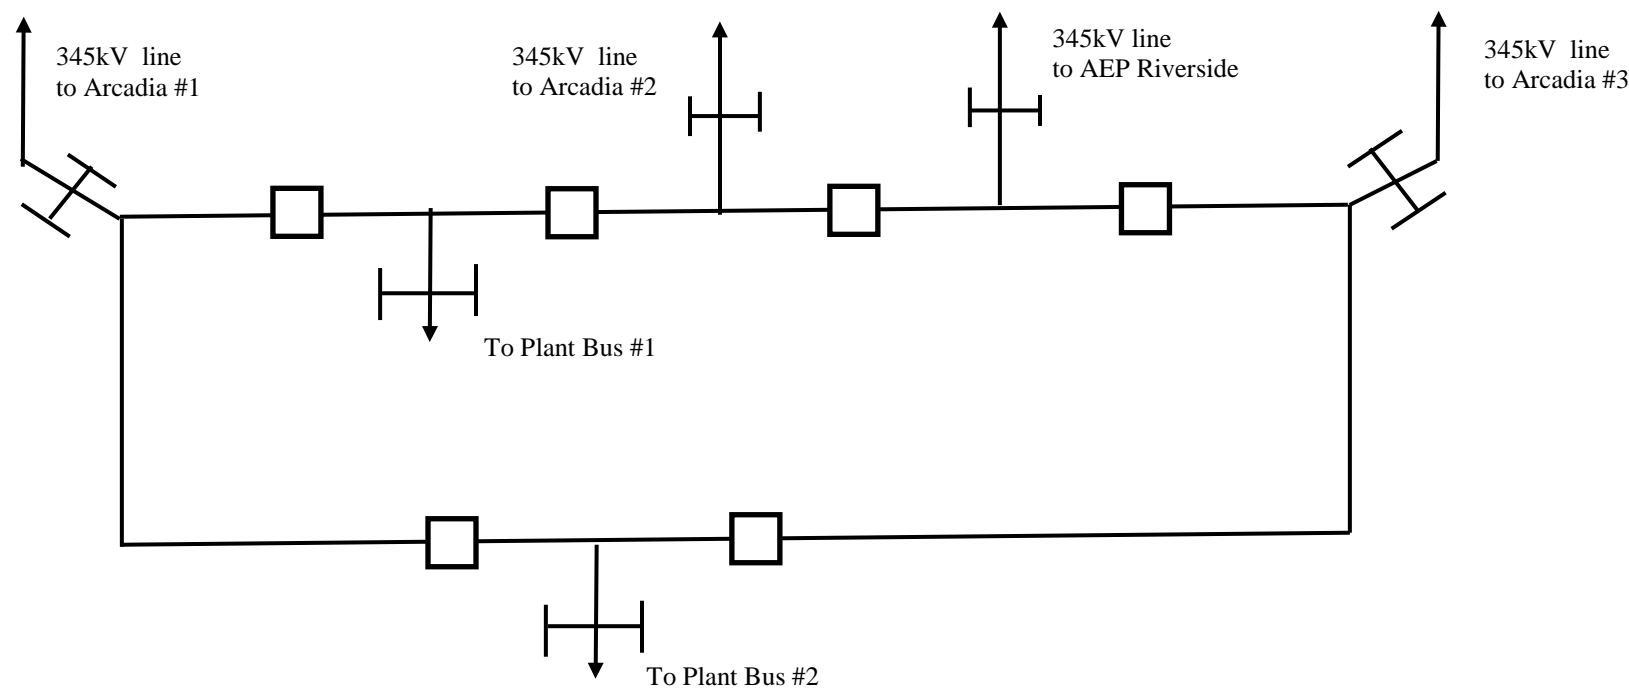 345kV line
to Arcadia #1
345kV line
to Arcadia #2
345kV line
to AEP Riverside
345kV line
to Arcadia #3
To Plant Bus #1
To Plant Bus #2